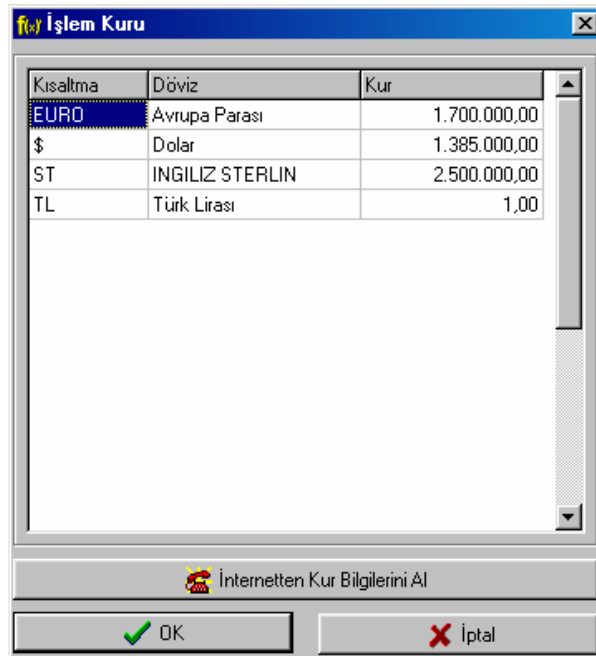 f(x) İşlem Kuru
Kısaltma Döviz Kur
EURO Avrupa Parası 1.700.000,00
$ Dolar 1.385.000,00
ST INGILIZ STERLIN 2.500.000,00
TL Türk Lirası 1,00
İnternetten Kur Bilgilerini Al
OK İptal